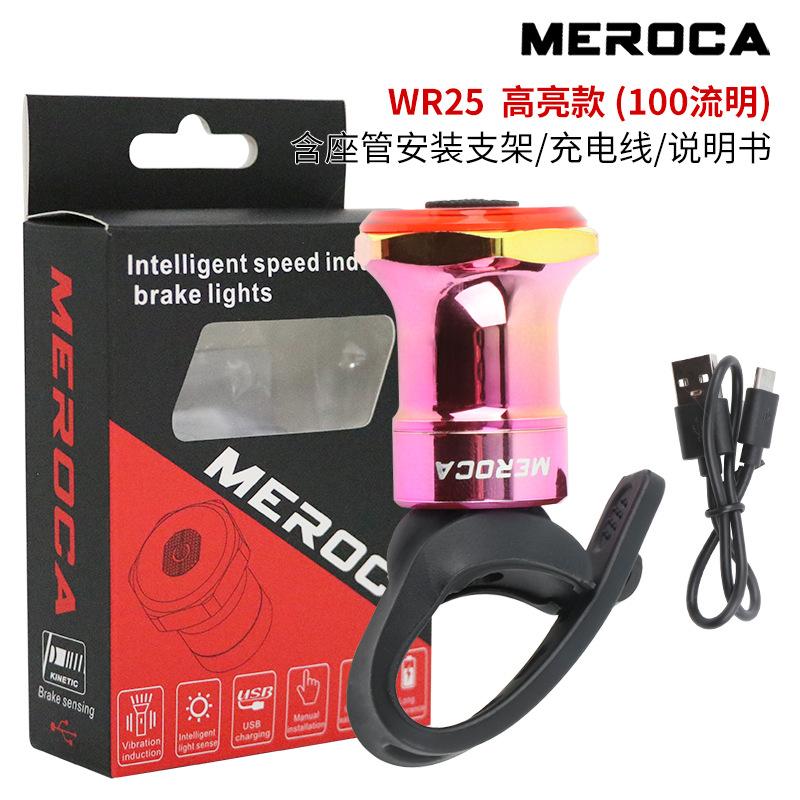 MEROCA
WR25 高亮款 (100流明)
含座管安装支架/充电线/说明书
Intelligent speed
brake lights
MEROCA
MEROCA
MEROCA
KINETIC
Brake sensing
Vibration
induction
Intelligent
light sense
USB
USB
charging
Manual
installation